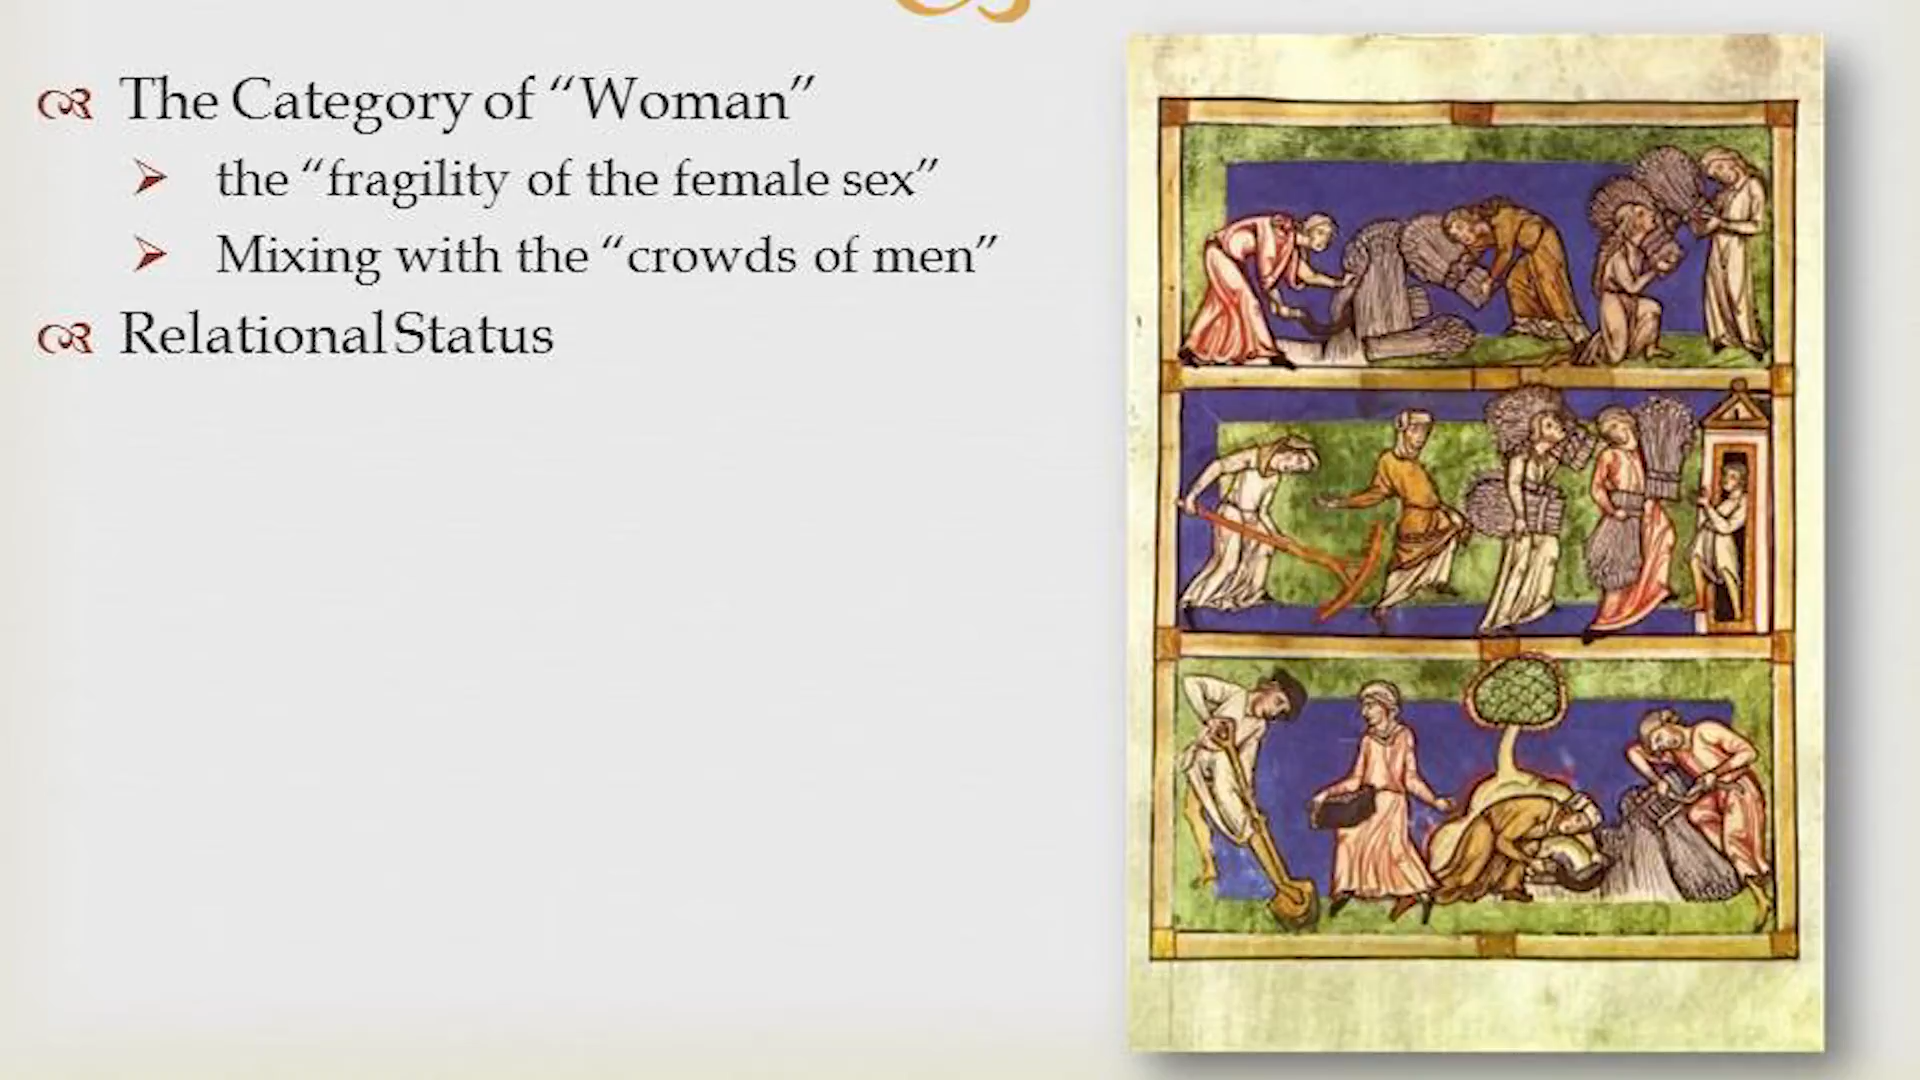 The Category of “Woman”
the “fragility of the female sex”
Mixing with the “crowds of men”
Relational Status